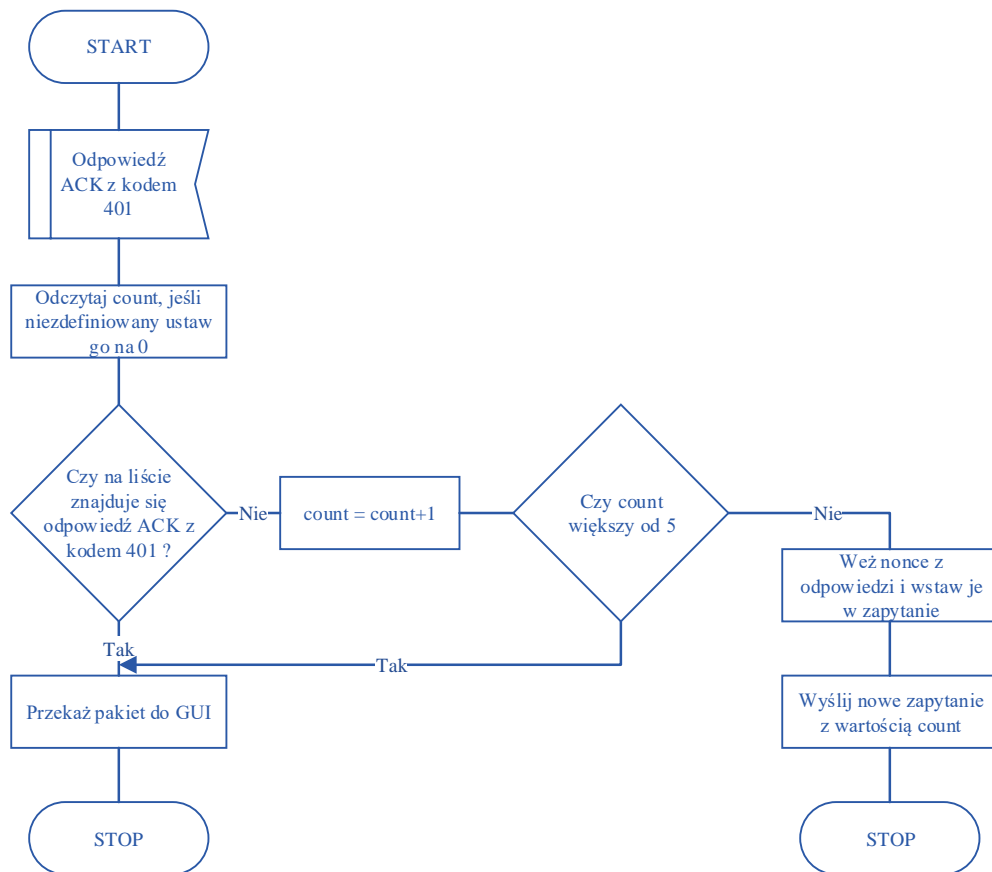 START
Odpowiedź
ACK z kodem
401
Odczytaj count, jeśli
niezdefiniowany ustaw
go na 0
Czy na liście
znajduje się
odpowiedź ACK z
kodem 401 ?
Nie
count = count+1
Czy count
większy od 5
Nie
Weż nonce z
odpowiedzi i wstaw je
w zapytanie
Tak
Tak
Przekaż pakiet do GUI
Wyślij nowe zapytanie
z wartością count
STOP
STOP